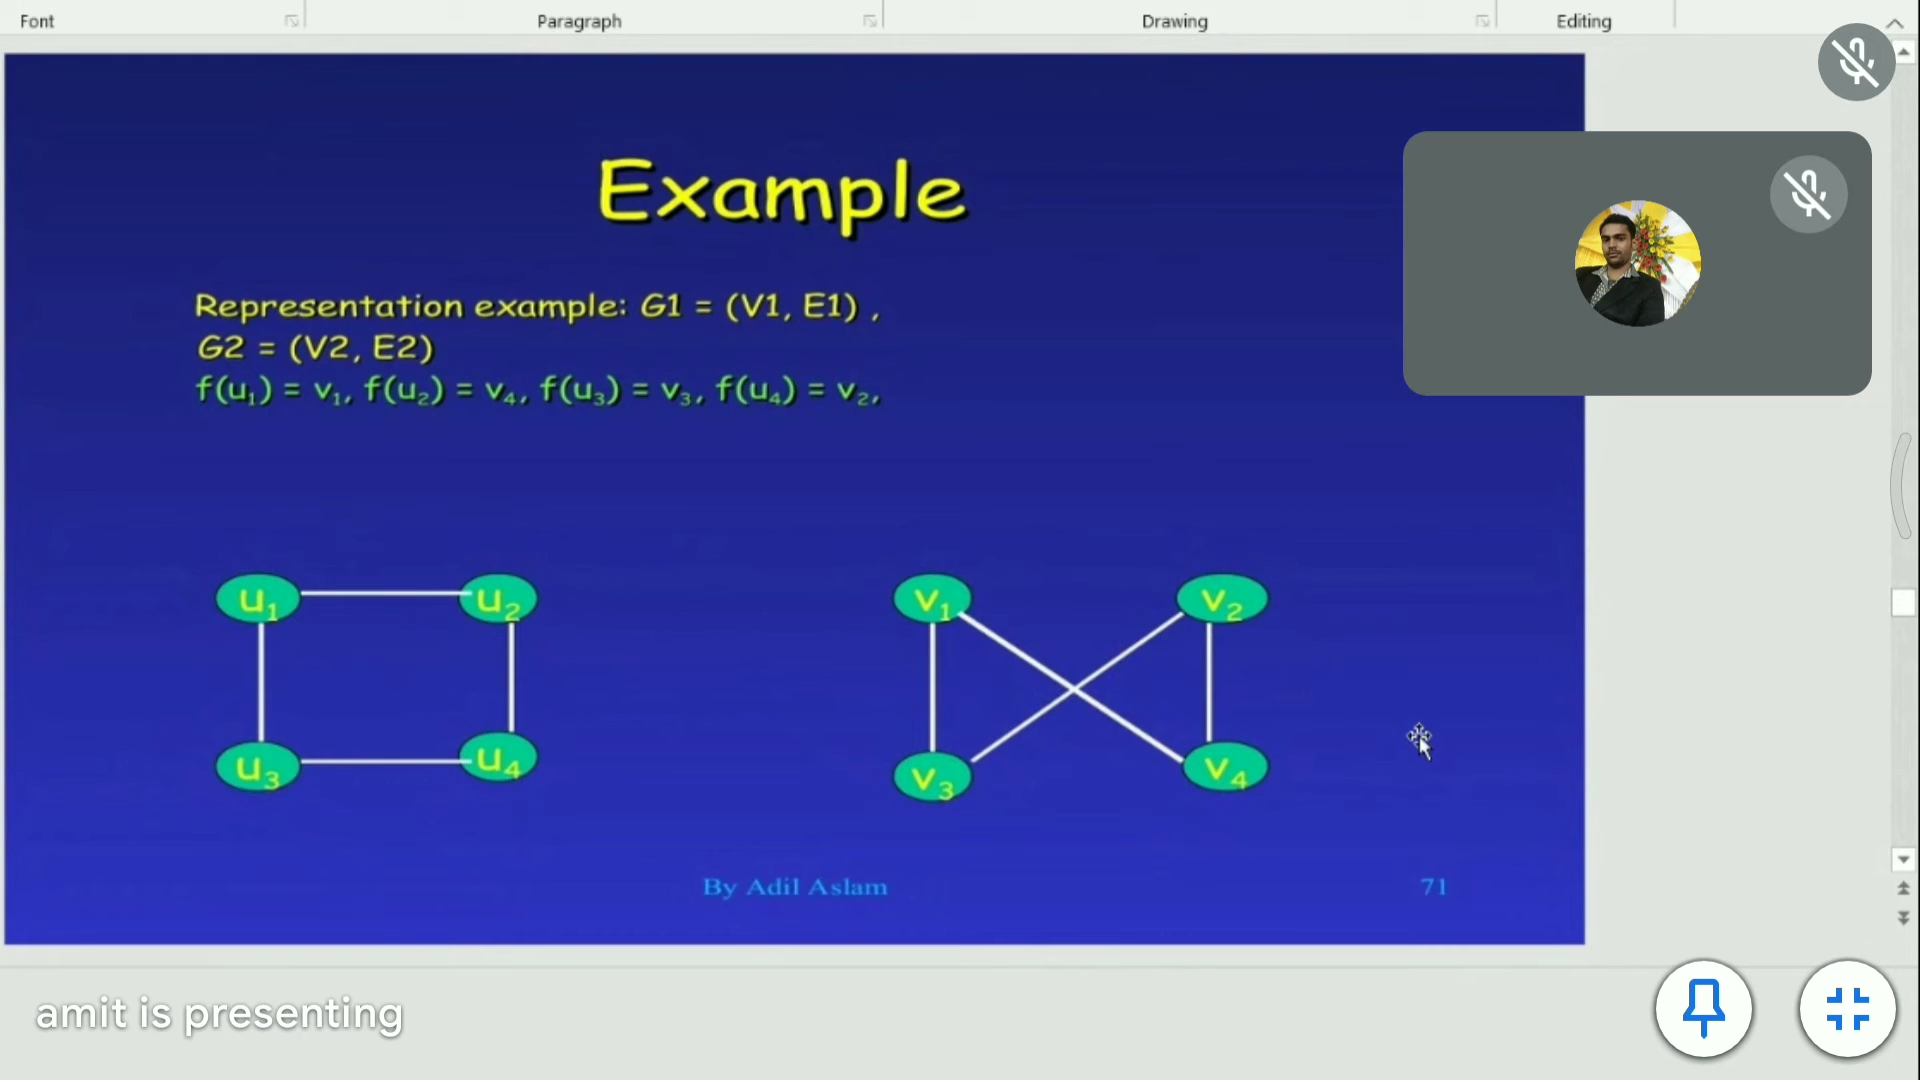 Font Paragraph Drawing Editing
Example
Representation example: G1 = (V1, E1) ,
G2 = (V2, E2)
f(u₁) = v₁, f(u₂) = v₄, f(u₃) = v₃, f(u₄) = v₂,
u₁ u₂ v₁ v₂
u₃ u₄ v₃ v₄
By Adil Aslam 71
amit is presenting